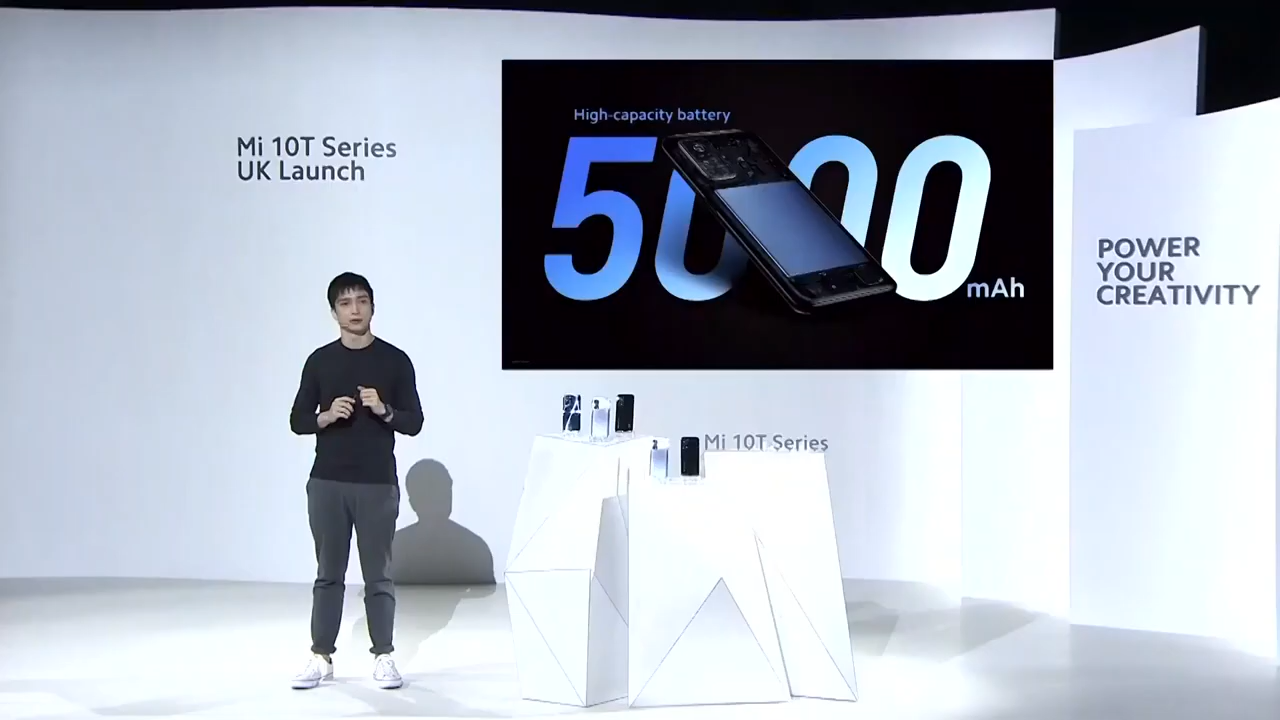 Mi 10T Series
UK Launch
High-capacity battery
5000
mAh
POWER
YOUR
CREATIVITY
Mi 10T Series